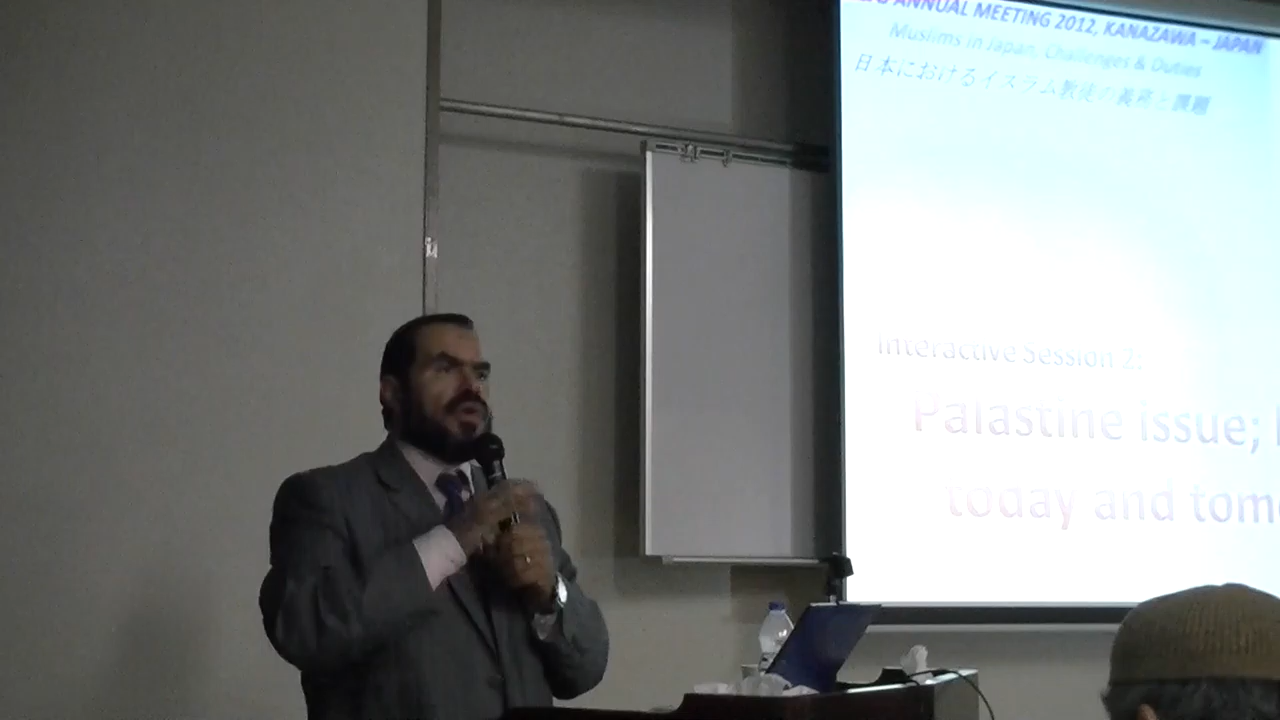 ANNUAL MEETING 2012, KANAZAWA – JAPAN
Muslims in Japan, Challenges & Duties
日本におけるイスラム教徒の義務と課題
Interactive Session 2:
Palastine issue;
today and tom